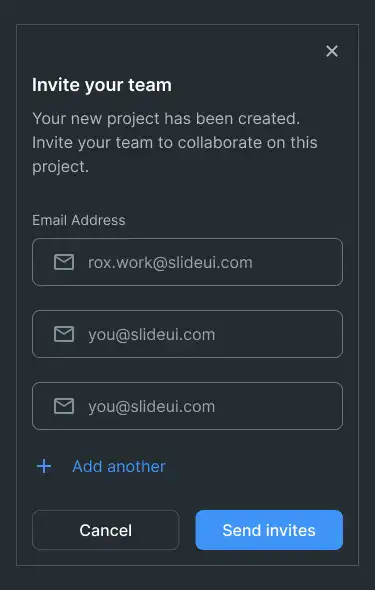 Invite your team
Your new project has been created.
Invite your team to collaborate on this
project.
Email Address
rox.work@slideui.com
you@slideui.com
you@slideui.com
Add another
Cancel
Send invites